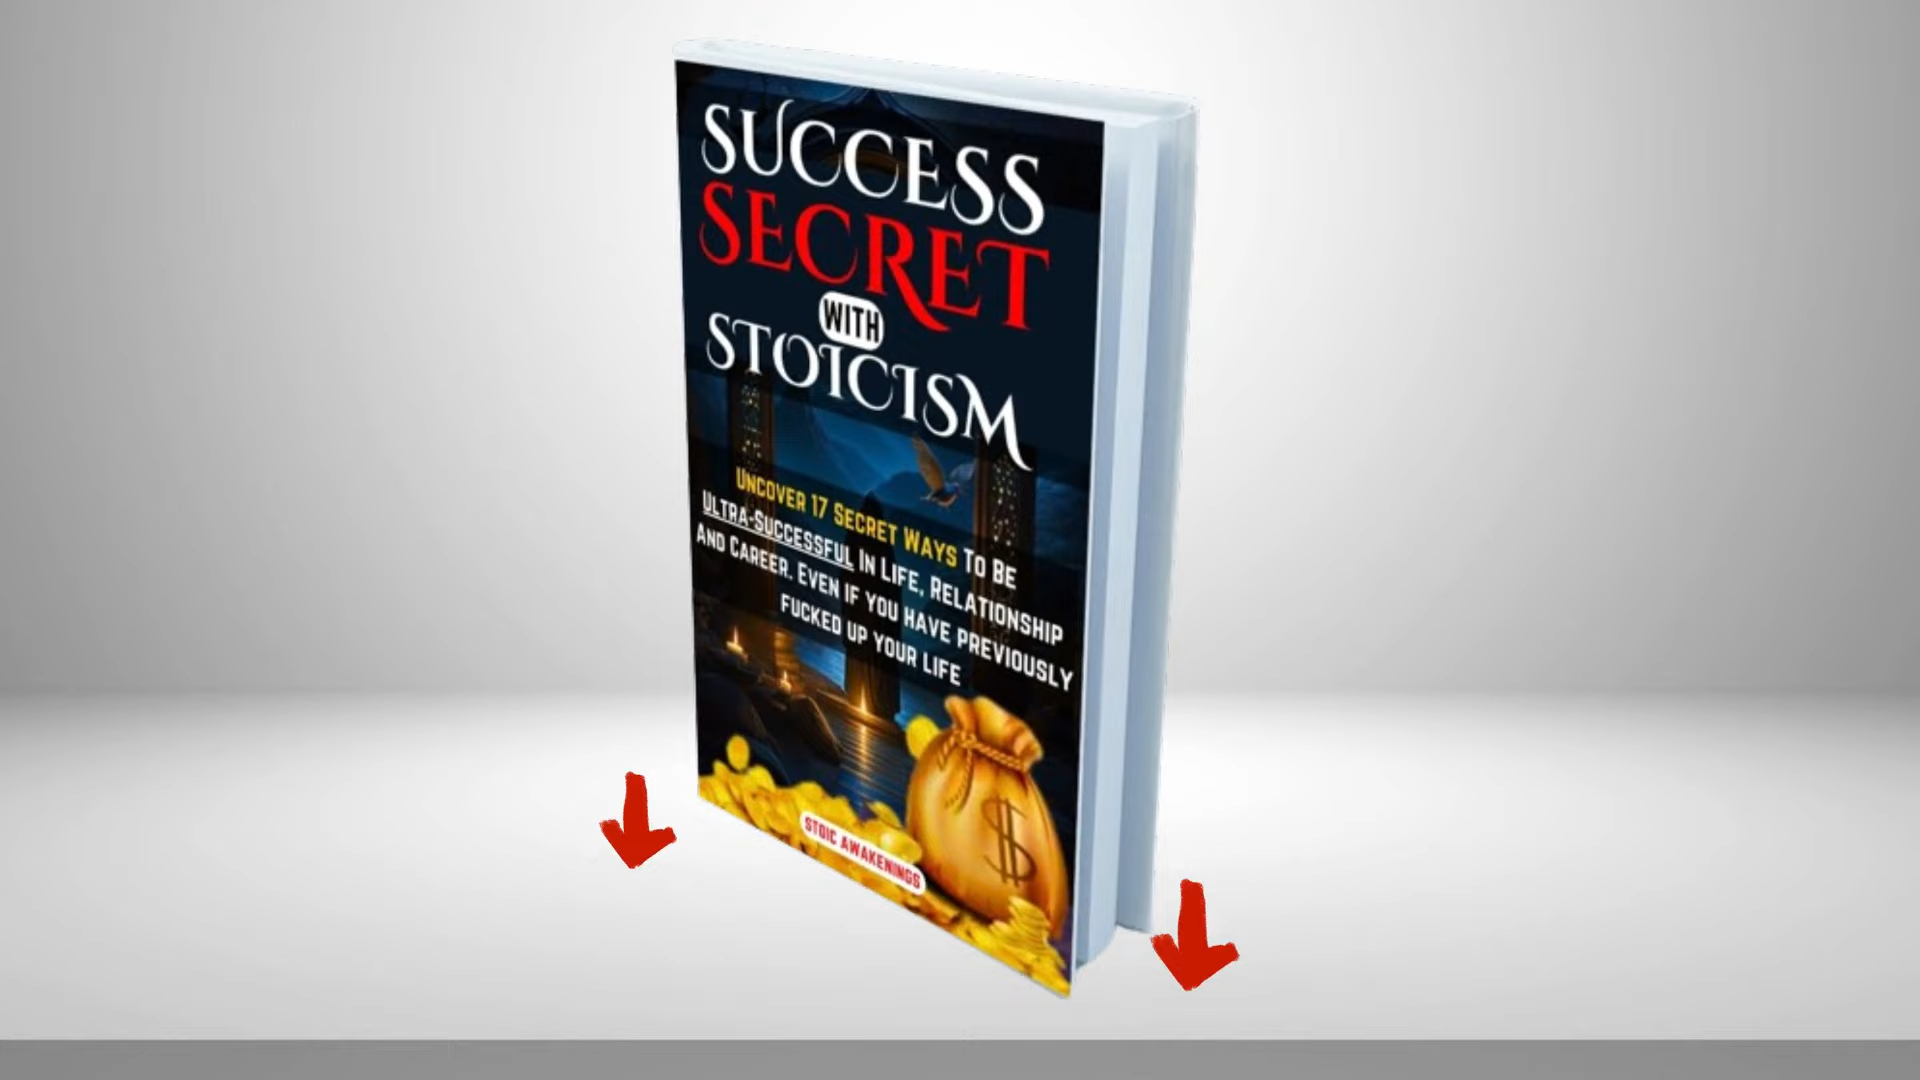 SUCCESS
SECRET
WITH
STOICISM
UNCOVER 17 SECRET WAYS TO BE
ULTRA-SUCCESSFUL IN LIFE, RELATIONSHIP
AND CAREER. EVEN IF YOU HAVE PREVIOUSLY
FUCKED UP YOUR LIFE
$
STOIC AWAKENINGS